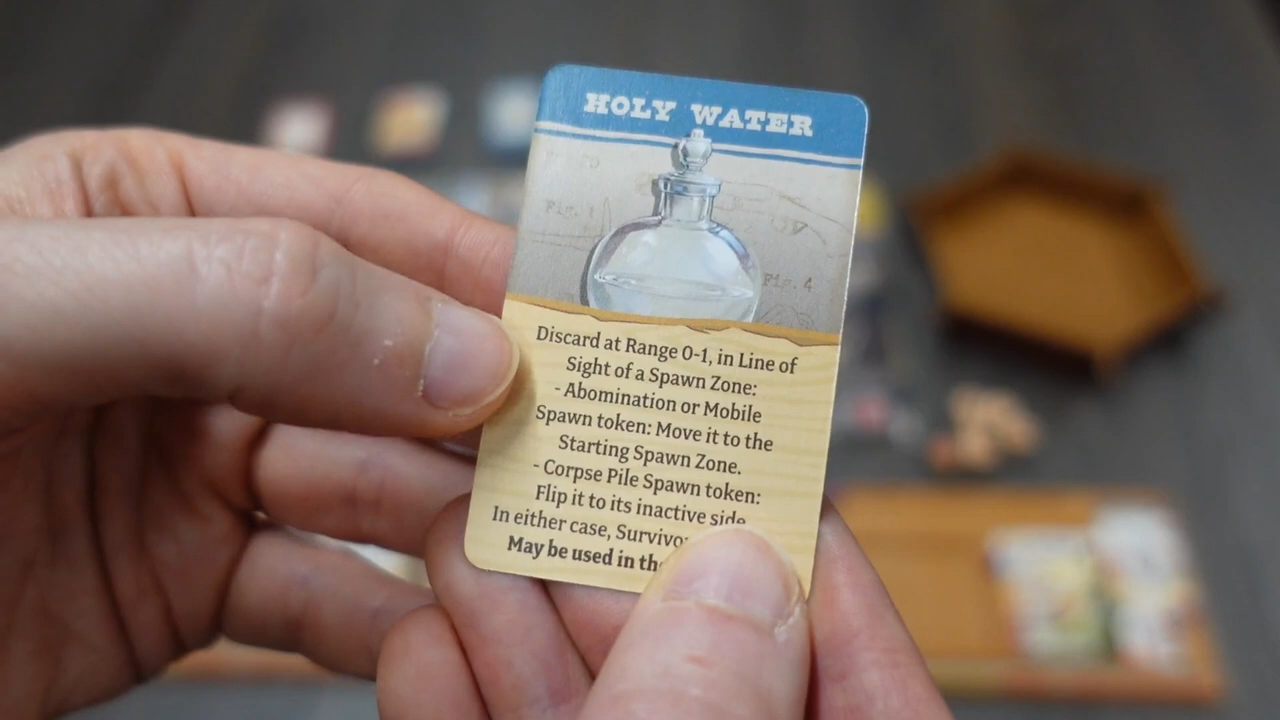 HOLY WATER
Fig. 1
Fig. 4
Discard at Range 0-1, in Line of
Sight of a Spawn Zone:
- Abomination or Mobile
Spawn token: Move it to the
Starting Spawn Zone.
- Corpse Pile Spawn token:
Flip it to its inactive side
In either case,
May be used in